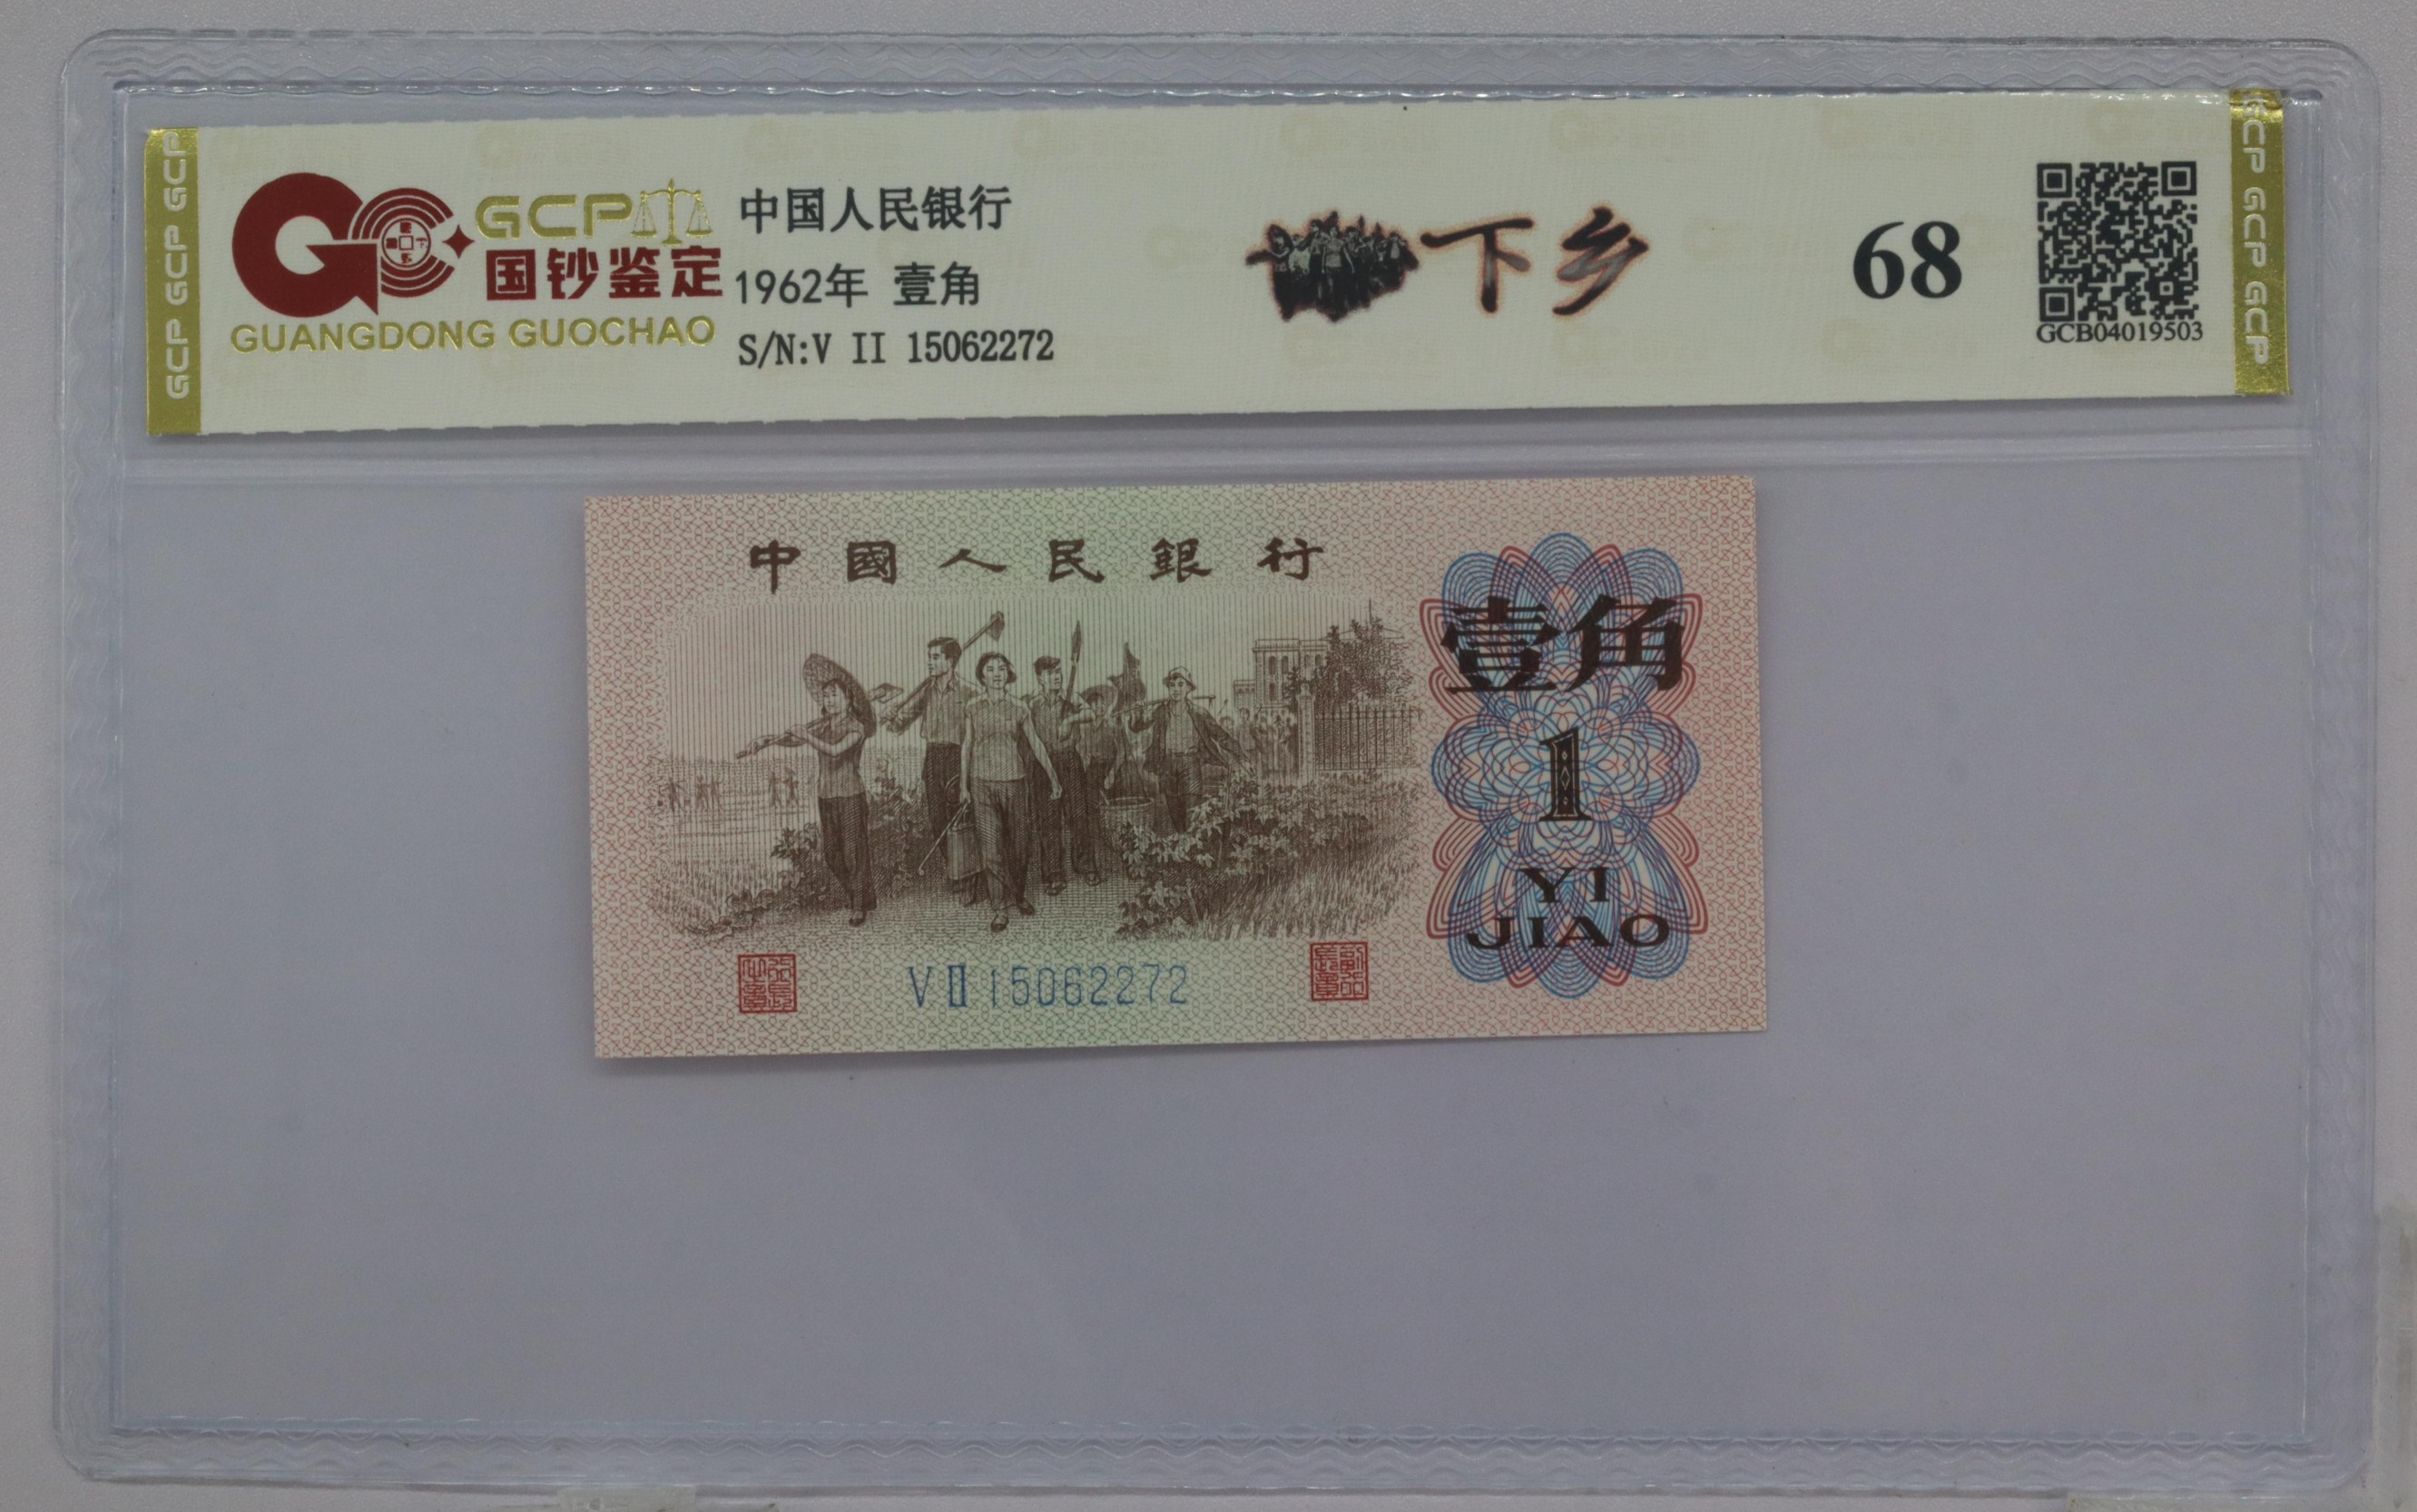 GCP GCP GCP
GCP
国钞鉴定
GUANGDONG GUOCHAO
中国人民银行
1962年 壹角
S/N:V II 15062272
下乡
68
GCB04019503
GCP GCP GCP
中國人民銀行
壹角
1
YI
JIAO
V II 15062272